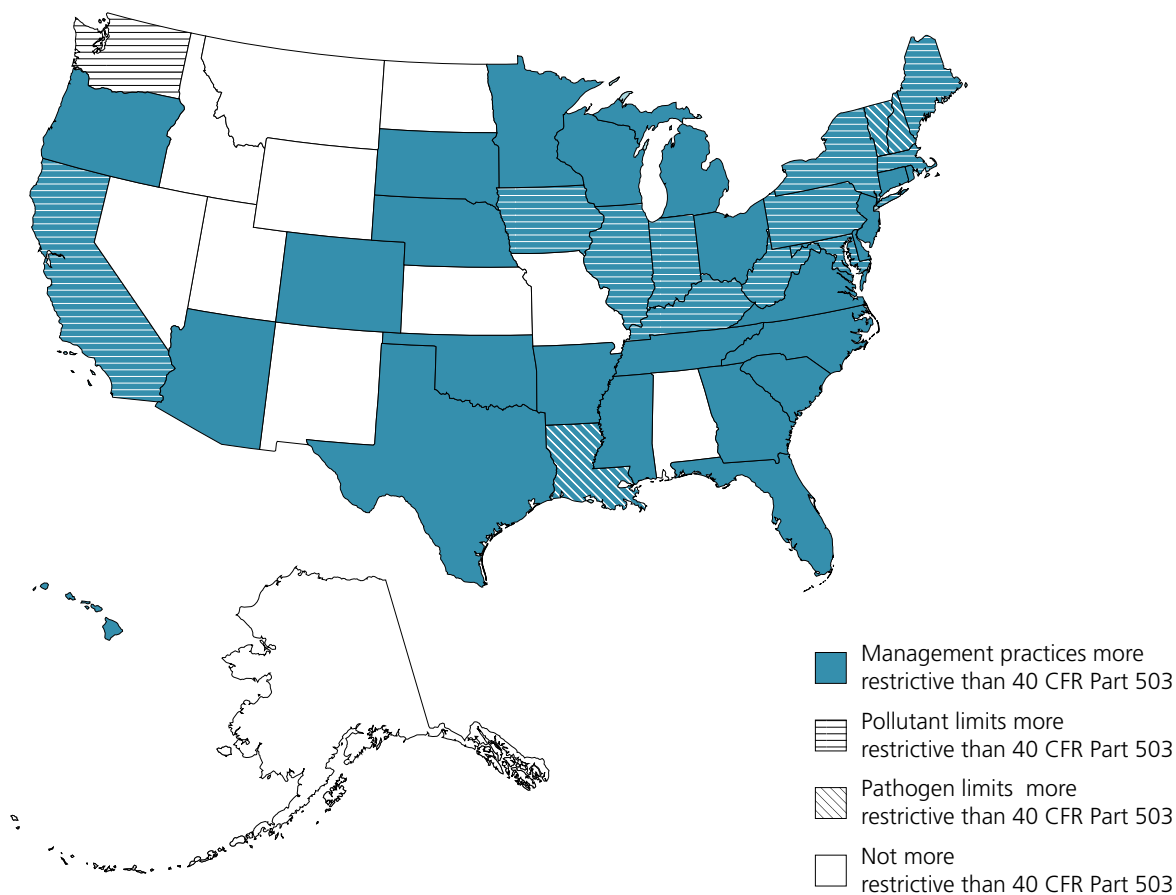 Management practices more
restrictive than 40 CFR Part 503
Pollutant limits more
restrictive than 40 CFR Part 503
Pathogen limits more
restrictive than 40 CFR Part 503
Not more
restrictive than 40 CFR Part 503